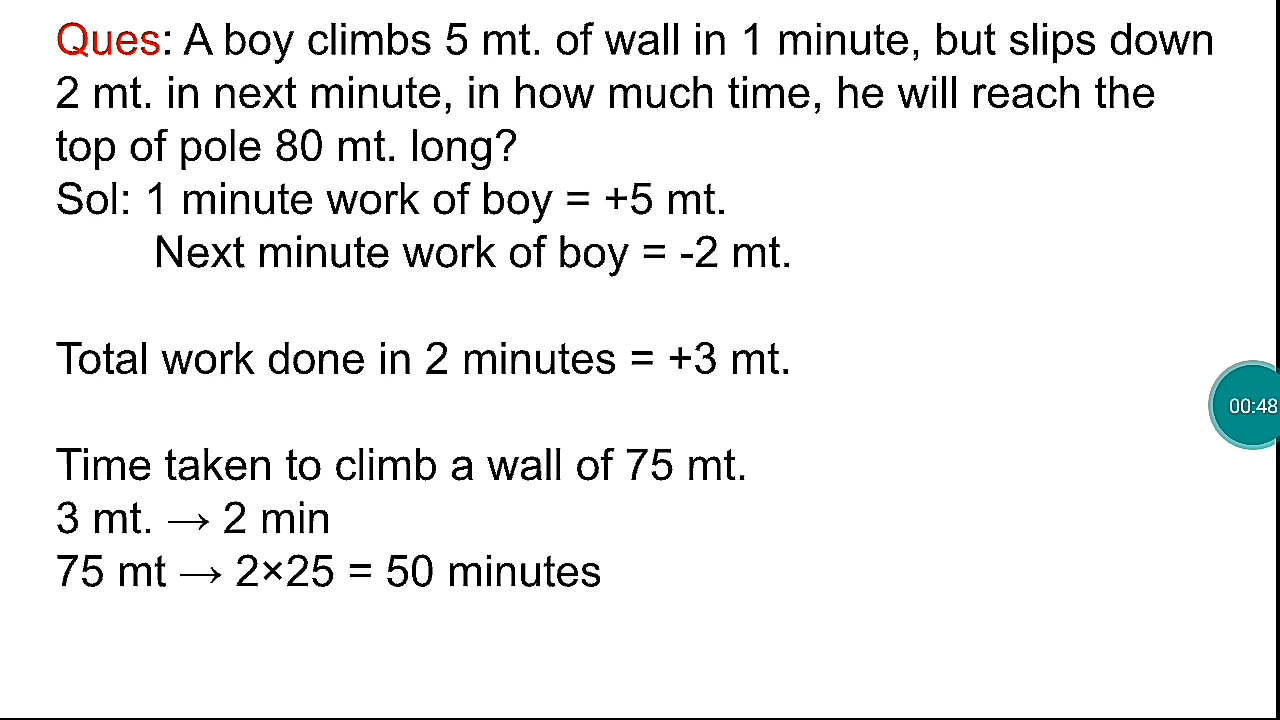 Ques: A boy climbs 5 mt. of wall in 1 minute, but slips down
2 mt. in next minute, in how much time, he will reach the
top of pole 80 mt. long?
Sol: 1 minute work of boy = +5 mt.
Next minute work of boy = -2 mt.
Total work done in 2 minutes = +3 mt.
00:48
Time taken to climb a wall of 75 mt.
3 mt. → 2 min
75 mt → 2×25 = 50 minutes